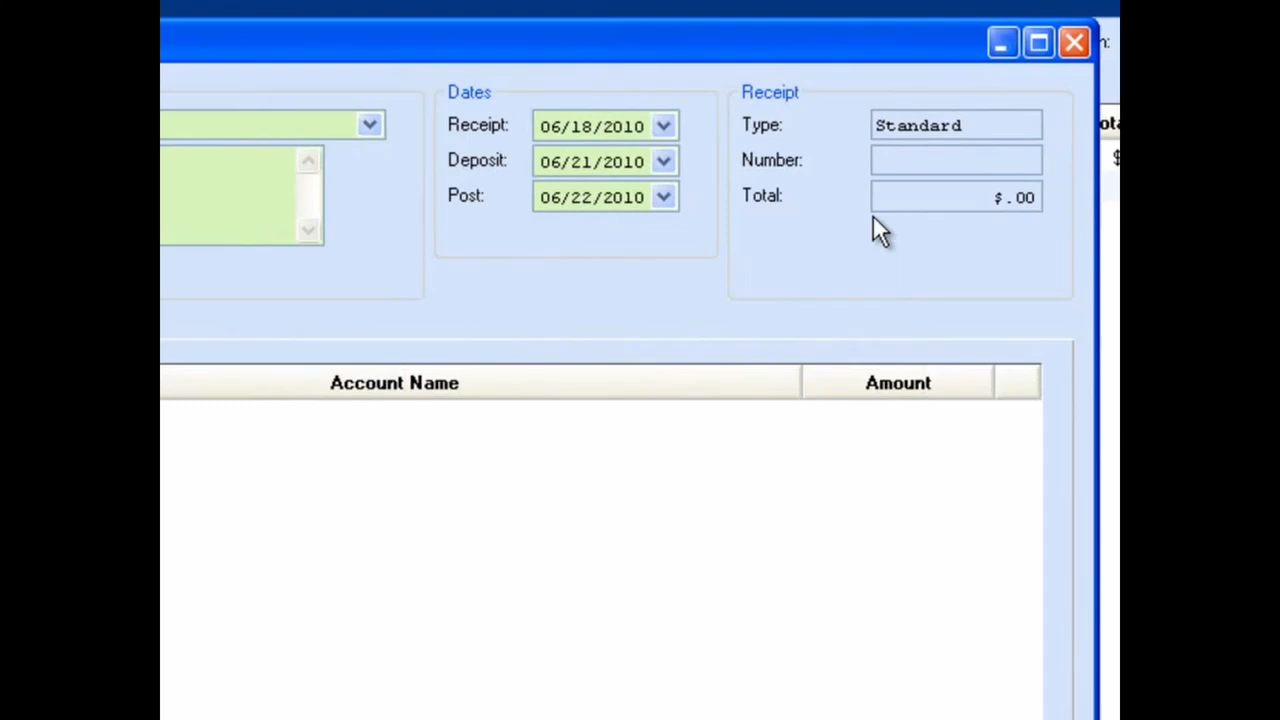 n:
Dates
Receipt
Receipt: 06/18/2010
Type: Standard
Deposit: 06/21/2010
Number:
Post: 06/22/2010
Total: $.00
ota
$
Account Name Amount